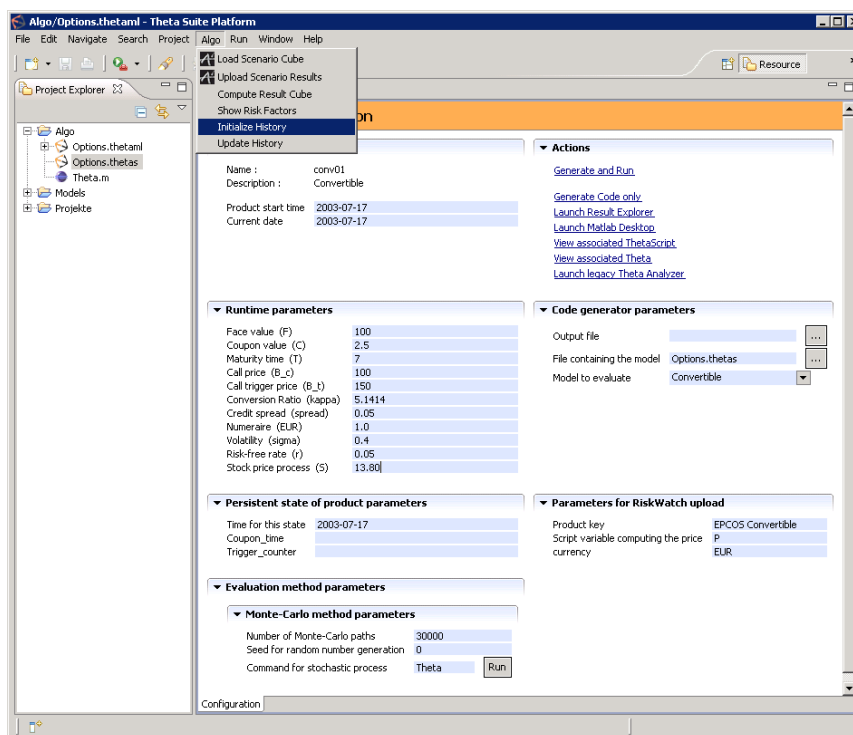 Algo/Options.thetaml - Theta Suite Platform
File Edit Navigate Search Project Algo Run Window Help
Resource
Load Scenario Cube
Upload Scenario Results
Compute Result Cube
Show Risk Factors
Initialize History
Update History
Project Explorer
Algo
Options.thetaml
Options.thetas
Theta.m
Models
Projekte
Name : conv01
Description : Convertible
Product start time 2003-07-17
Current date 2003-07-17
Actions
Generate and Run
Generate Code only
Launch Result Explorer
Launch Matlab Desktop
View associated ThetaScript
View associated Theta
Launch legacy Theta Analyzer
Runtime parameters
Face value (F) 100
Coupon value (C) 2.5
Maturity time (T) 7
Call price (B_c) 100
Call trigger price (B_t) 150
Conversion Ratio (kappa) 5.1414
Credit spread (spread) 0.05
Numeraire (EUR) 1.0
Volatility (sigma) 0.4
Risk-free rate (r) 0.05
Stock price process (S) 13.80
Code generator parameters
Output file ...
File containing the model Options.thetas ...
Model to evaluate Convertible
Persistent state of product parameters
Time for this state 2003-07-17
Coupon_time
Trigger_counter
Parameters for RiskWatch upload
Product key EPCOS Convertible
Script variable computing the price P
currency EUR
Evaluation method parameters
Monte-Carlo method parameters
Number of Monte-Carlo paths 30000
Seed for random number generation 0
Command for stochastic process Theta Run
Configuration